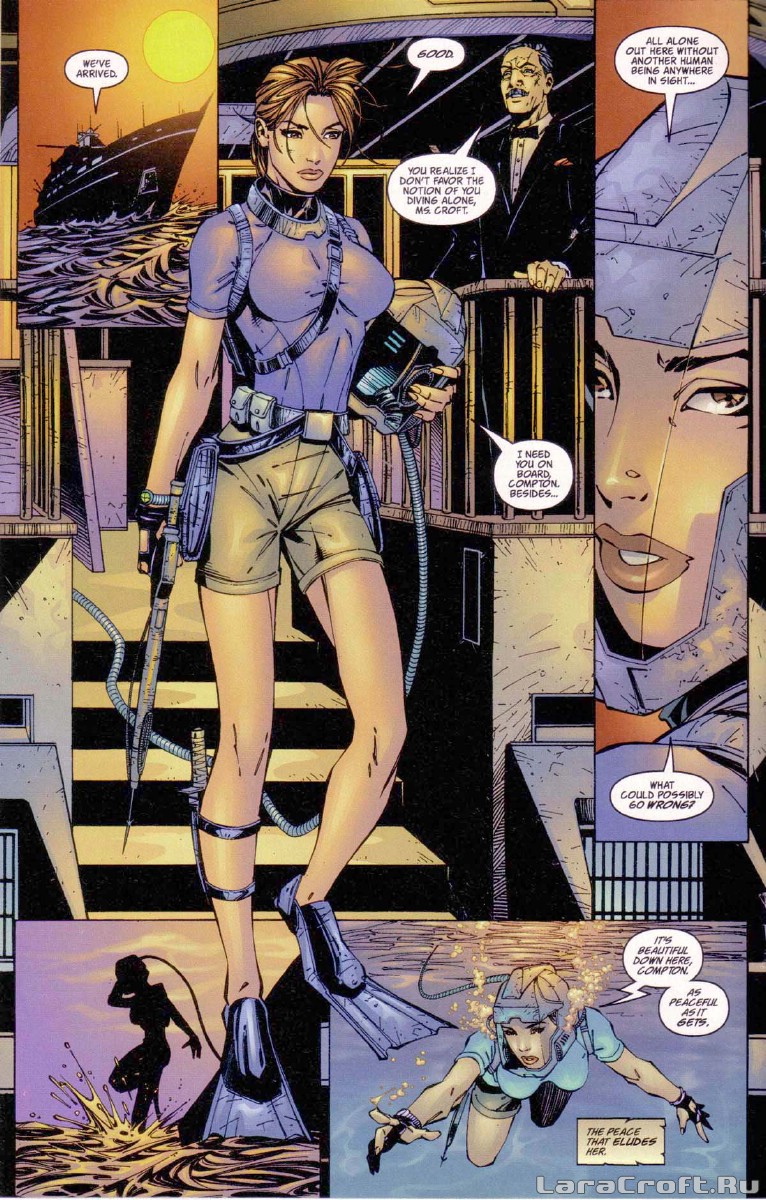 WE'VE
ARRIVED.
GOOD.
YOU REALIZE I
DON'T FAVOR THE
NOTION OF YOU
DIVING ALONE,
MS. CROFT.
I NEED
YOU ON
BOARD,
COMPTON.
BESIDES...
ALL ALONE
OUT HERE WITHOUT
ANOTHER HUMAN
BEING ANYWHERE
IN SIGHT...
WHAT
COULD POSSIBLY
GO WRONG?
IT'S
BEAUTIFUL
DOWN HERE,
COMPTON.
AS
PEACEFUL
AS IT
GETS.
THE PEACE
THAT ELUDES
HER.
LaraCroft.Ru